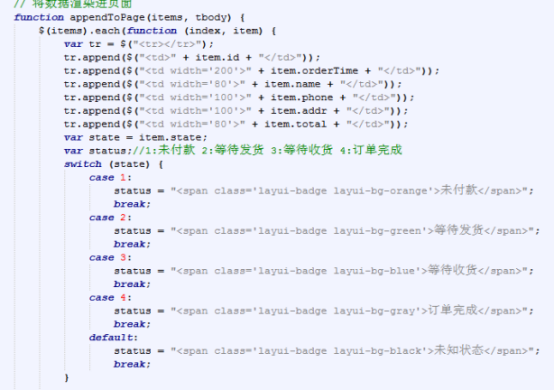 // 将数据渲染进页面
function appendToPage(items, tbody) {
    $(items).each(function (index, item) {
        var tr = $("<tr></tr>");
        tr.append($("<td>" + item.id + "</td>"));
        tr.append($("<td width='200'>" + item.orderTime + "</td>"));
        tr.append($("<td width='80'>" + item.name + "</td>"));
        tr.append($("<td width='100'>" + item.phone + "</td>"));
        tr.append($("<td width='100'>" + item.addr + "</td>"));
        tr.append($("<td width='80'>" + item.total + "</td>"));
        var state = item.state;
        var status;//1:未付款 2:等待发货 3:等待收货 4:订单完成
        switch (state) {
            case 1:
                status = "<span class='layui-badge layui-bg-orange'>未付款</span>";
                break;
            case 2:
                status = "<span class='layui-badge layui-bg-green'>等待发货</span>";
                break;
            case 3:
                status = "<span class='layui-badge layui-bg-blue'>等待收货</span>";
                break;
            case 4:
                status = "<span class='layui-badge layui-bg-gray'>订单完成</span>";
                break;
            default:
                status = "<span class='layui-badge layui-bg-black'>未知状态</span>";
                break;
        }